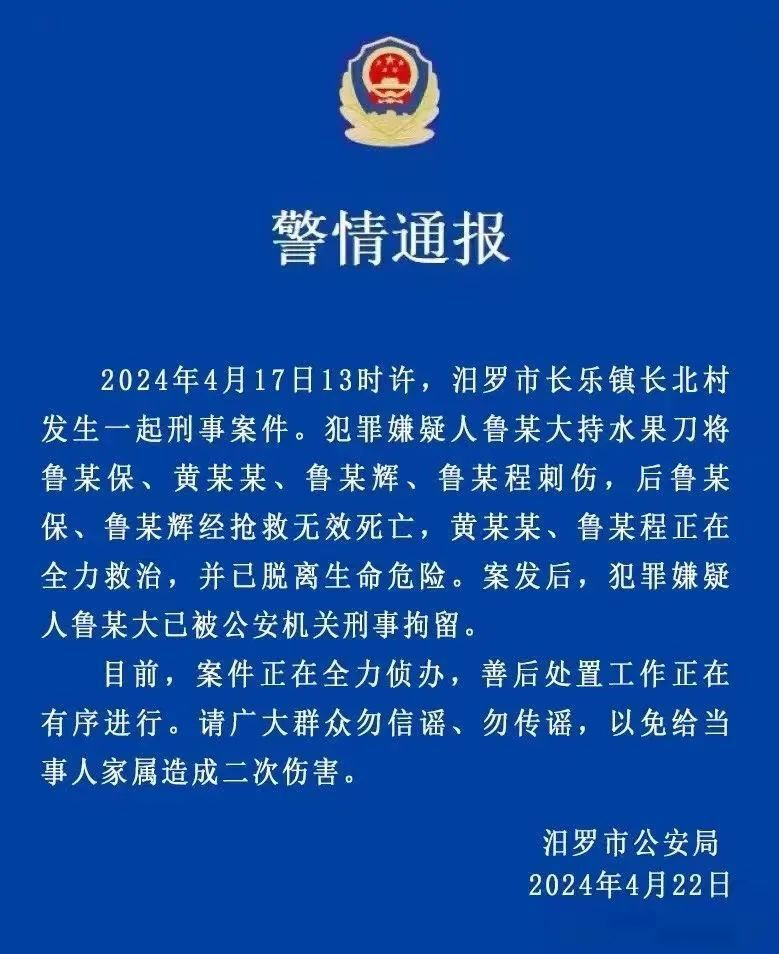 警情通报
2024年4月17日13时许，汨罗市长乐镇长北村
发生一起刑事案件。犯罪嫌疑人鲁某大持水果刀将
鲁某保、黄某某、鲁某辉、鲁某程刺伤，后鲁某
保、鲁某辉经抢救无效死亡，黄某某、鲁某程正在
全力救治，并已脱离生命危险。案发后，犯罪嫌疑
人鲁某大已被公安机关刑事拘留。
目前，案件正在全力侦办，善后处置工作正在
有序进行。请广大群众勿信谣、勿传谣，以免给当
事人家属造成二次伤害。
汨罗市公安局
2024年4月22日